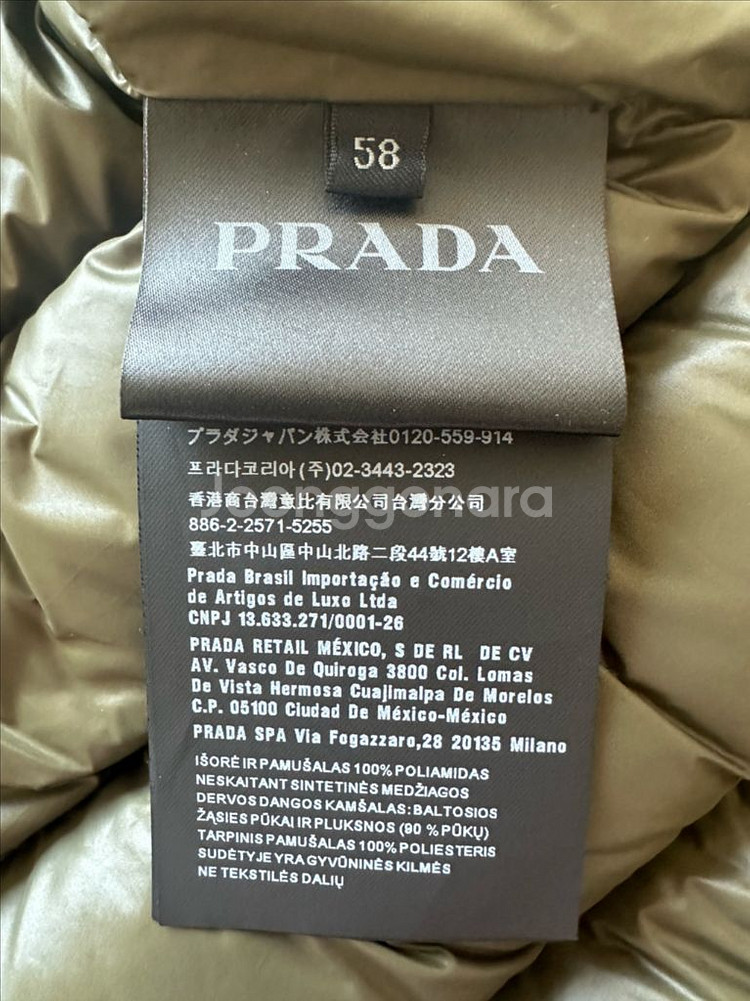 58
PRADA
プラダジャパン株式会社0120-559-914
프라다코리아(주)02-3443-2323
Joonggonara
香港商台灣童比有限公司台灣分公司
886-2-2571-5255
臺北市中山區中山北路二段44號12樓A室
Prada Brasil Importação e Comércio
de Artigos de Luxo Ltda
CNPJ 13.633.271/0001-26
PRADA RETAIL MÉXICO, S DE RL DE CV
AV. Vasco De Quiroga 3800 Col. Lomas
De Vista Hermosa Cuajimalpa De Morelos
C.P. 05100 Ciudad De México-México
PRADA SPA Via Fogazzaro,28 20135 Milano
IŠORĖ IR PAMUŠALAS 100% POLIAMIDAS
NESKAITANT SINTETINĖS MEDŽIAGOS
DERVOS DANGOS KAMŠALAS: BALTOSIOS
ŽĄSIES PŪKAI IR PLUKSNOS (90 % PŪKŲ)
TARPINIS PAMUŠALAS 100% POLIESTERIS
SUDĖTYJE YRA GYVŪNINĖS KILMĖS
NE TEKSTILĖS DALIŲ